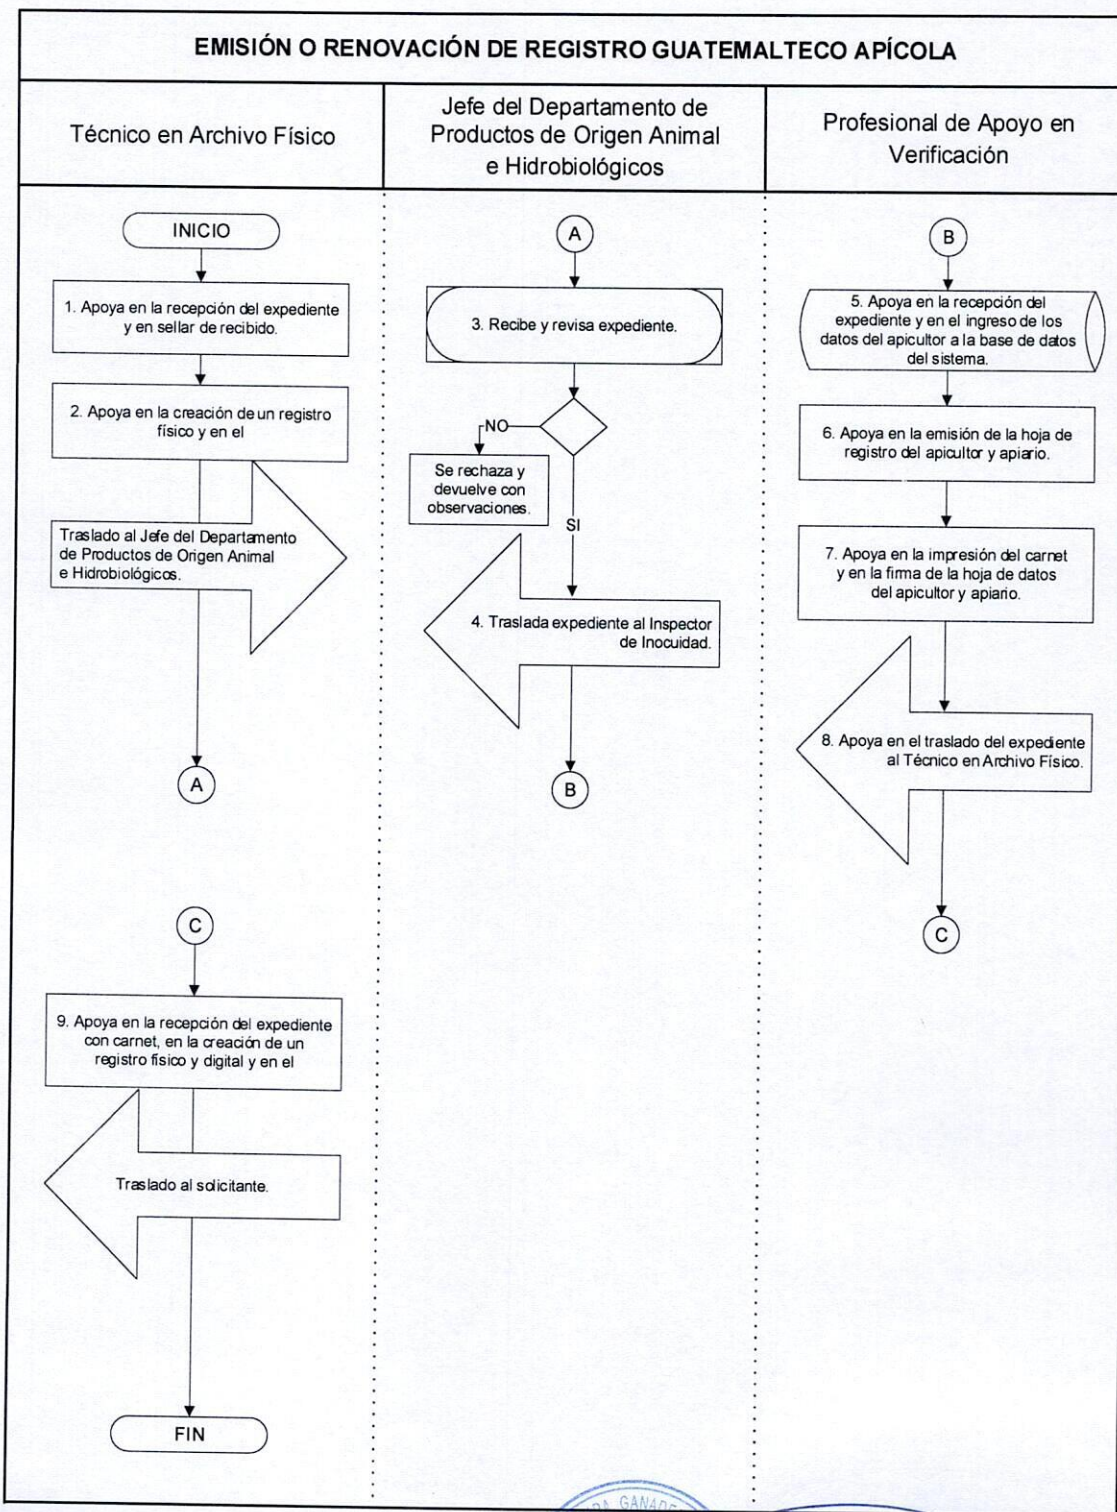 EMISIÓN O RENOVACIÓN DE REGISTRO GUATEMALTECO APÍCOLA
Técnico en Archivo Físico
Jefe del Departamento de
Productos de Origen Animal
e Hidrobiológicos
Profesional de Apoyo en
Verificación
INICIO
1. Apoya en la recepción del expediente
y en sellar de recibido.
2. Apoya en la creación de un registro
físico y en el
Traslado al Jefe del Departamento
de Productos de Origen Animal
e Hidrobiológicos.
A
A
3. Recibe y revisa expediente.
NO
Se rechaza y
devuelve con
observaciones.
SI
4. Traslada expediente al Inspector
de Inocuidad.
B
B
5. Apoya en la recepción del
expediente y en el ingreso de los
datos del apicultor a la base de datos
del sistema.
6. Apoya en la emisión de la hoja de
registro del apicultor y apiario.
7. Apoya en la impresión del carnet
y en la firma de la hoja de datos
del apicultor y apiario.
8. Apoya en el traslado del expediente
al Técnico en Archivo Físico.
C
C
9. Apoya en la recepción del expediente
con carnet, en la creación de un
registro físico y digital y en el
Traslado al solicitante.
FIN
GANADE